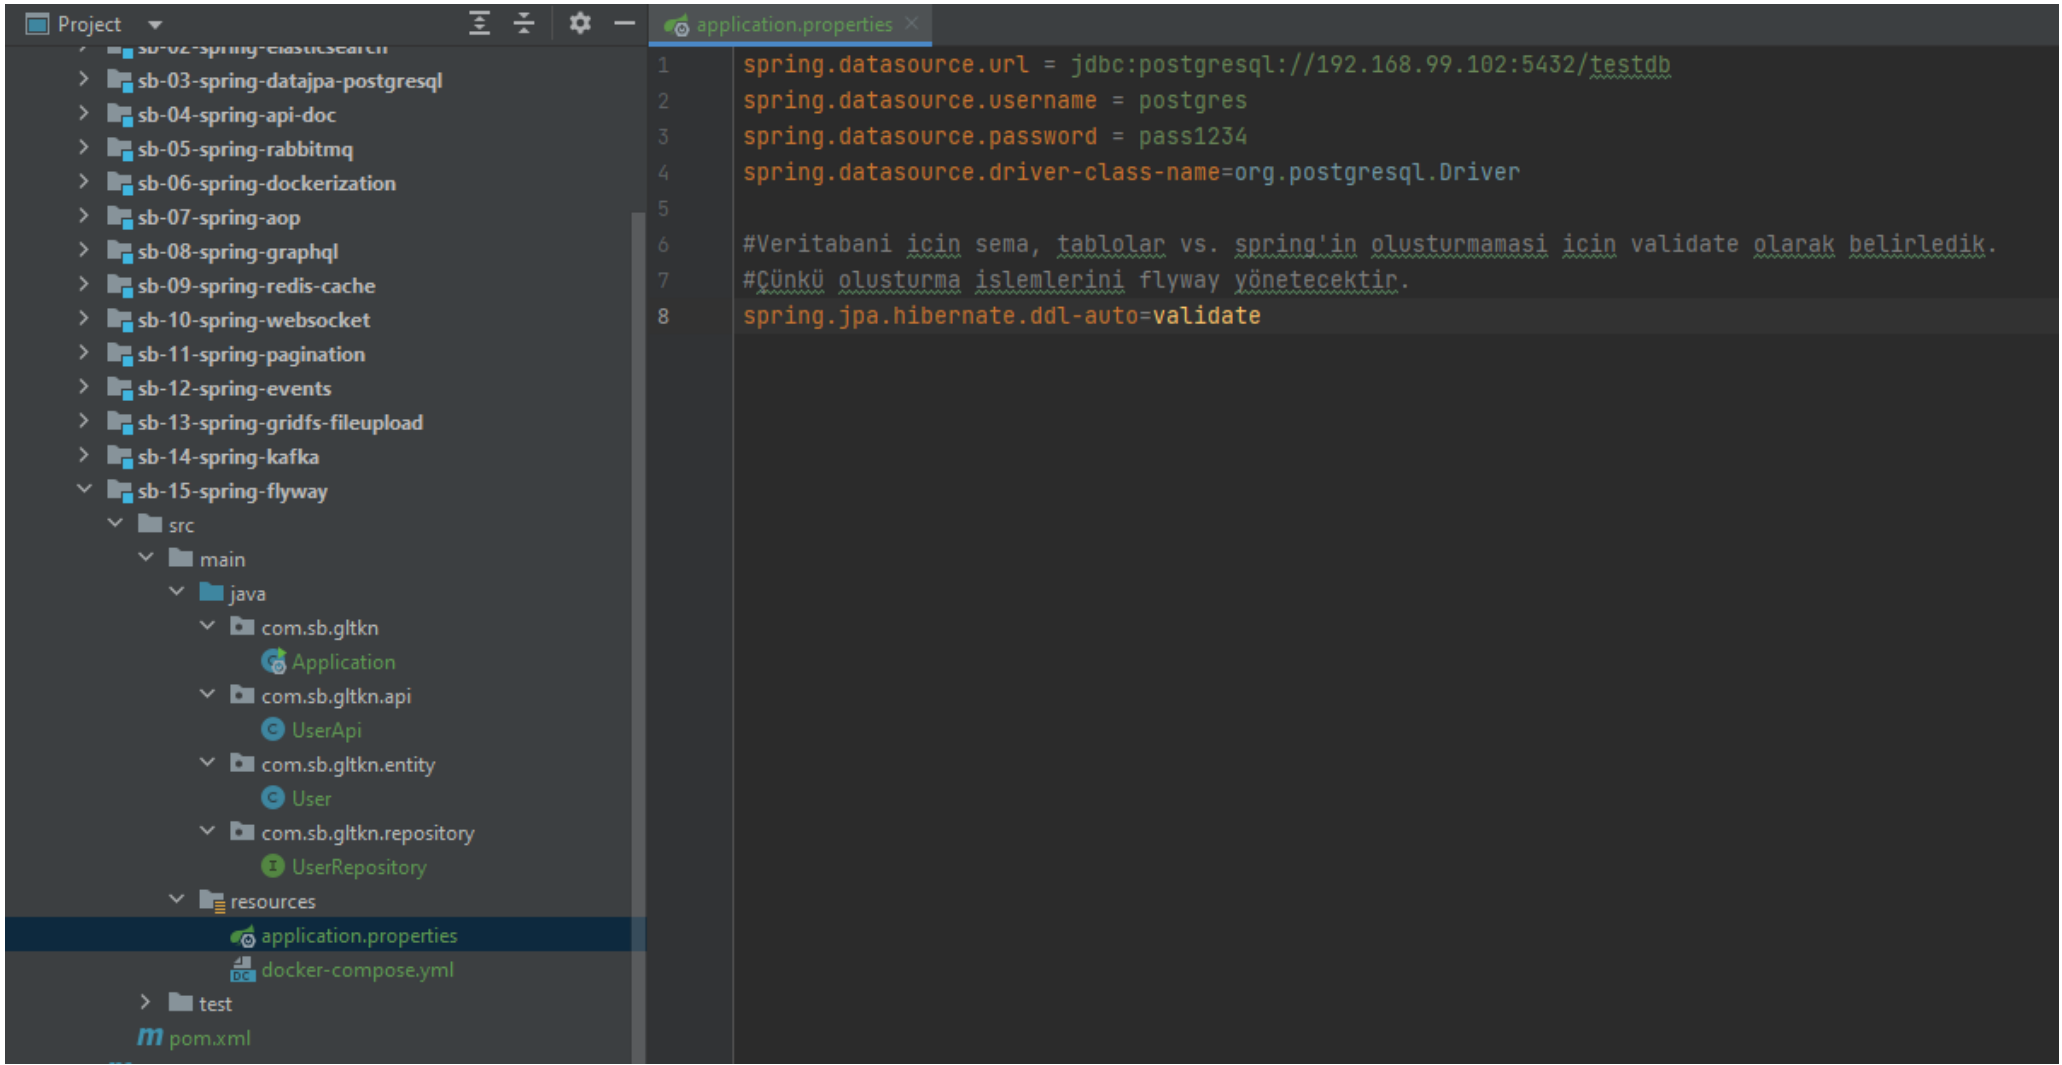 Project
sb-02-spring-elasticsearch
sb-03-spring-datajpa-postgresql
sb-04-spring-api-doc
sb-05-spring-rabbitmq
sb-06-spring-dockerization
sb-07-spring-aop
sb-08-spring-graphql
sb-09-spring-redis-cache
sb-10-spring-websocket
sb-11-spring-pagination
sb-12-spring-events
sb-13-spring-gridfs-fileupload
sb-14-spring-kafka
sb-15-spring-flyway
src
main
java
com.sb.gltkn
Application
com.sb.gltkn.api
UserApi
com.sb.gltkn.entity
User
com.sb.gltkn.repository
UserRepository
resources
application.properties
docker-compose.yml
test
pom.xml
application.properties
1 spring.datasource.url = jdbc:postgresql://192.168.99.102:5432/testdb
2 spring.datasource.username = postgres
3 spring.datasource.password = pass1234
4 spring.datasource.driver-class-name=org.postgresql.Driver
5
6 #Veritabani icin sema, tablolar vs. spring'in olusturmamasi icin validate olarak belirledik.
7 #Çünkü olusturma islemlerini flyway yönetecektir.
8 spring.jpa.hibernate.ddl-auto=validate